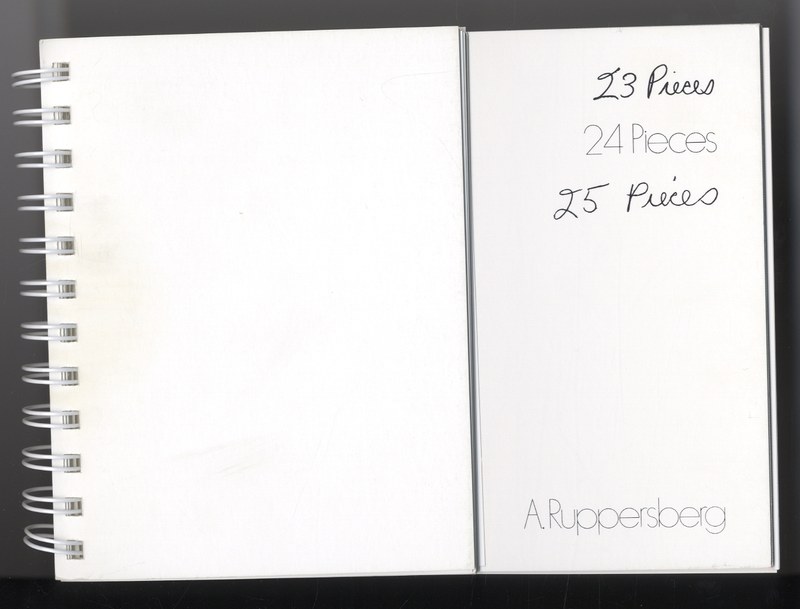 23 Pieces
24 Pieces
25 Pieces
A. Ruppersberg